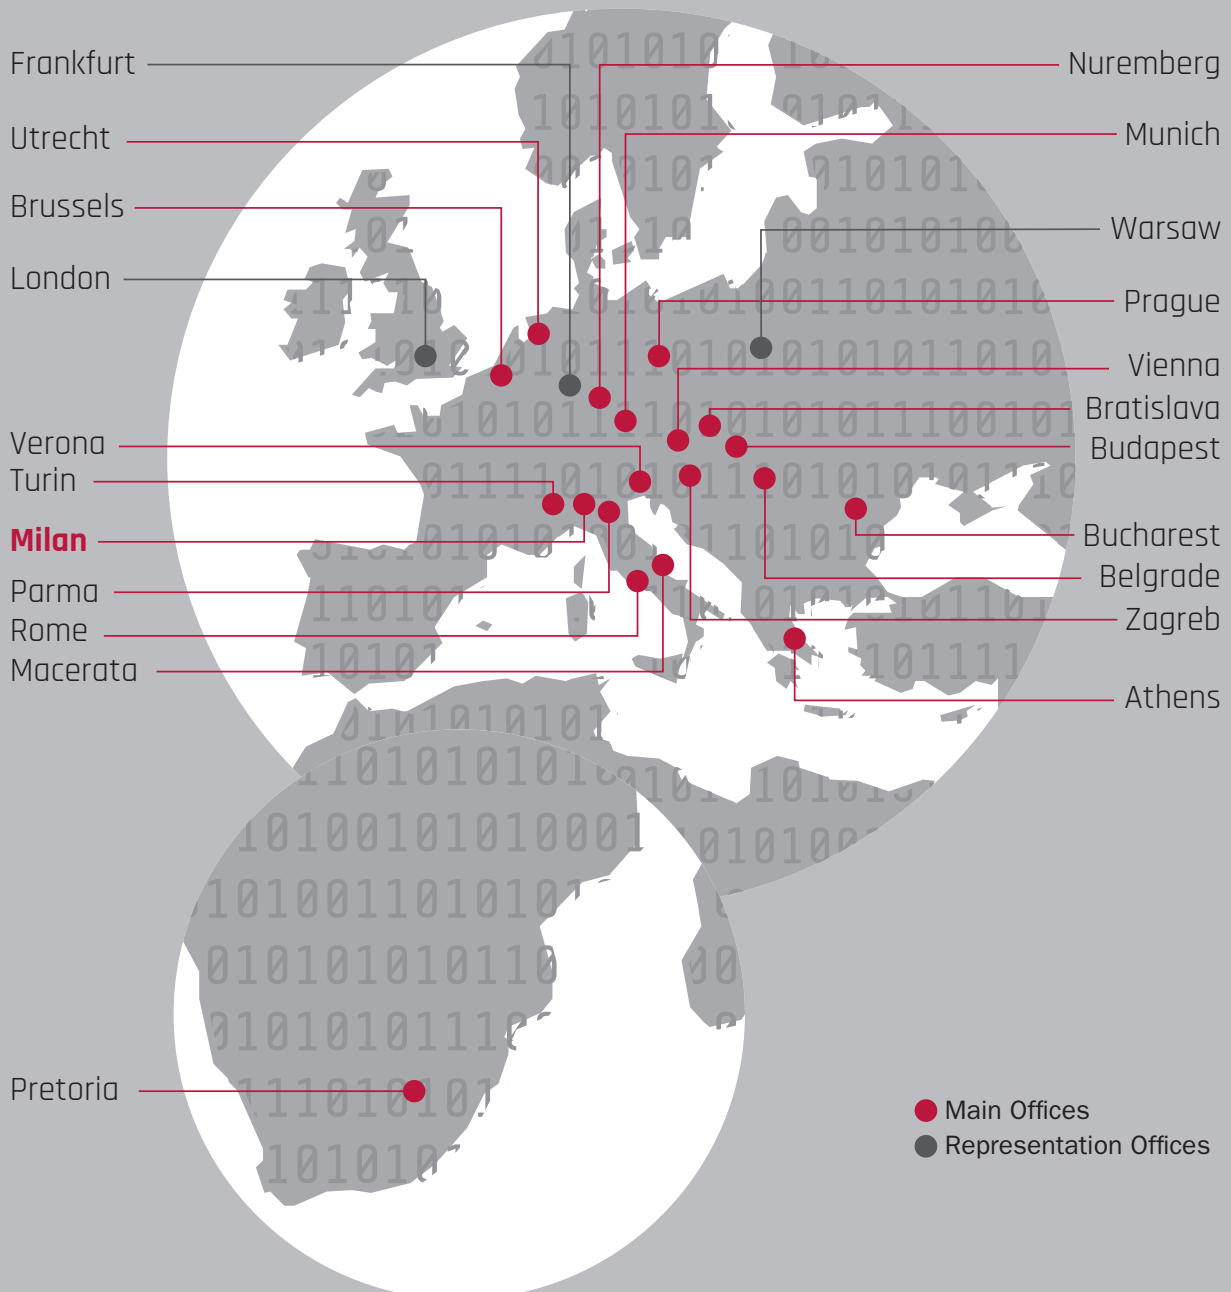 Frankfurt
Utrecht
Brussels
London
Verona
Turin
Milan
Parma
Rome
Macerata
Pretoria
Nuremberg
Munich
Warsaw
Prague
Vienna
Bratislava
Budapest
Bucharest
Belgrade
Zagreb
Athens
Main Offices
Representation Offices